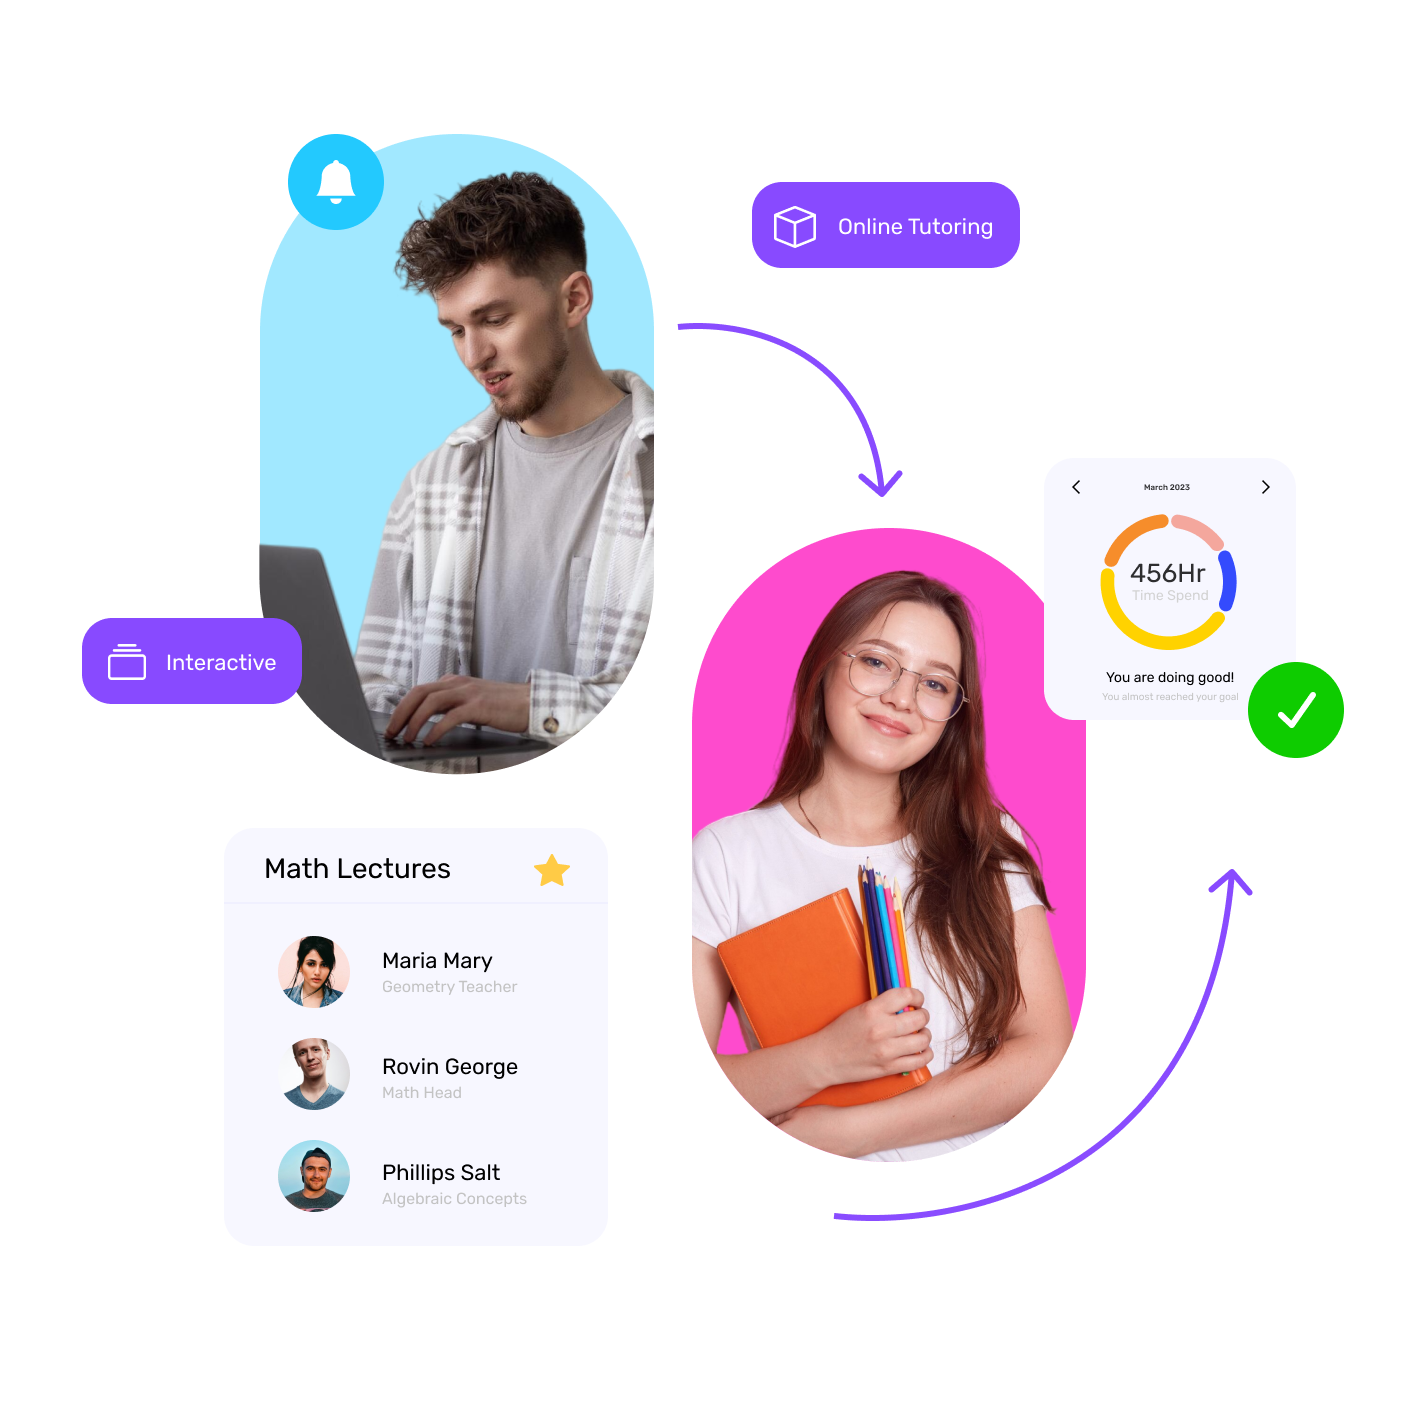 Online Tutoring
March 2023
456Hr
Time Spend
You are doing good!
You almost reached your goal
Interactive
Math Lectures
Maria Mary
Geometry Teacher
Rovin George
Math Head
Phillips Salt
Algebraic Concepts